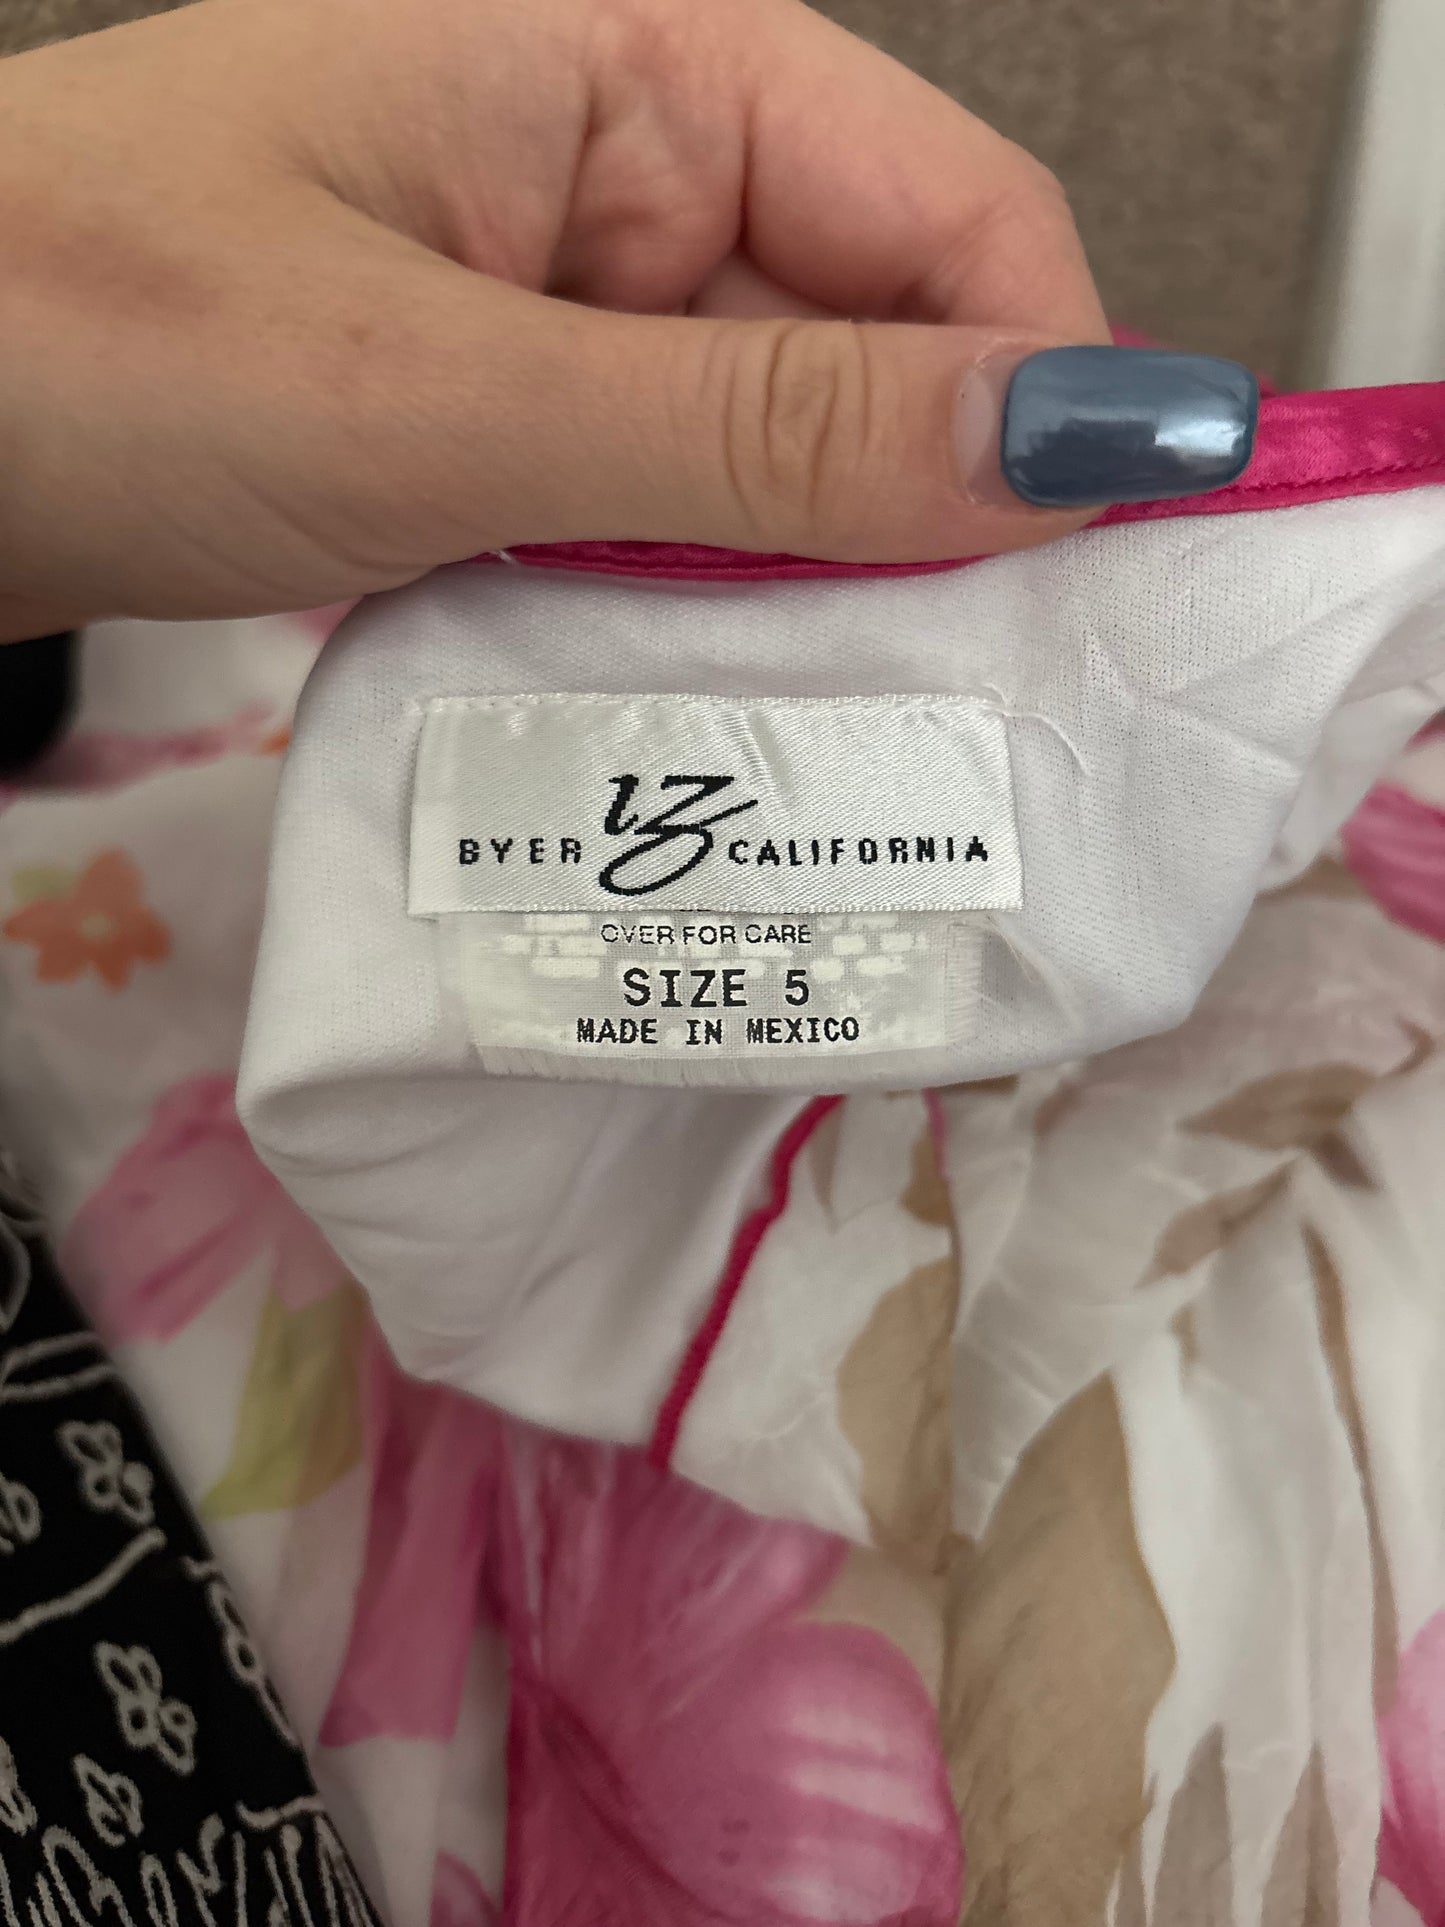 BYER iz CALIFORNIA
OVER FOR CARE
SIZE 5
MADE IN MEXICO